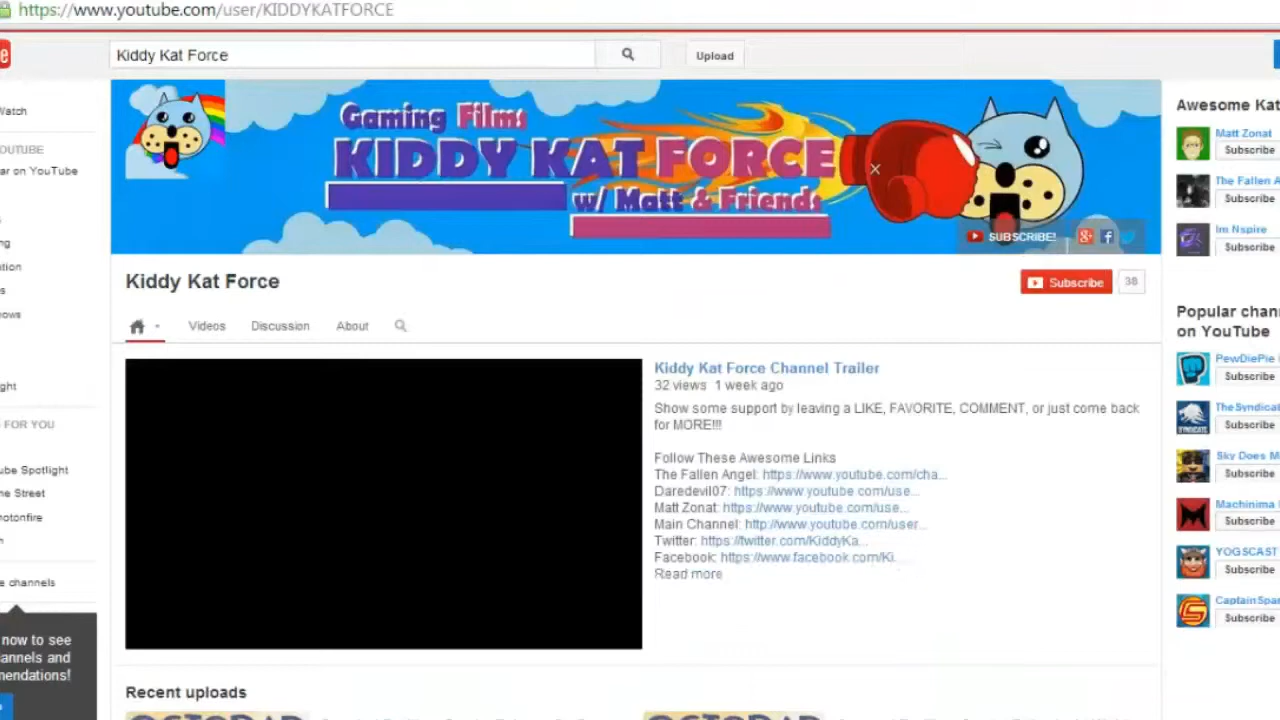 https://www.youtube.com/user/KIDDYKATFORCE
Kiddy Kat Force
Upload
Gaming Films
KIDDY KAT FORCE
w/ Matt & Friends
SUBSCRIBE!
Kiddy Kat Force
Subscribe 38
Videos Discussion About
Kiddy Kat Force Channel Trailer
32 views 1 week ago
Show some support by leaving a LIKE, FAVORITE, COMMENT, or just come back
for MORE!!!
Follow These Awesome Links
The Fallen Angel: https://www.youtube.com/cha...
Daredevil07: https://www.youtube.com/use...
Matt Zonat: https://www.youtube.com/use...
Main Channel: http://www.youtube.com/user...
Twitter: https://twitter.com/KiddyKa...
Facebook: https://www.facebook.com/Ki...
Read more
Recent uploads
Awesome Kat
Matt Zonat
Subscribe
The Fallen A
Subscribe
Im Nspire
Subscribe
Popular chan
on YouTube
PewDiePie
Subscribe
TheSyndicat
Subscribe
Sky Does M
Subscribe
Machinima
Subscribe
YOGSCAST
Subscribe
CaptainSpar
Subscribe
Watch
OUTUBE
ar on YouTube
FOR YOU
ube Spotlight
he Street
hotonfire
e channels
now to see
annels and
mendations!